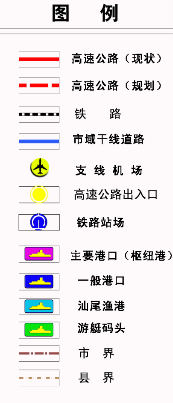 图 例
高速公路（现状）
高速公路（规划）
铁 路
市域干线道路
支线机场
高速公路出入口
铁路站场
主要港口（枢纽港）
一般港口
汕尾渔港
游艇码头
市 界
县 界